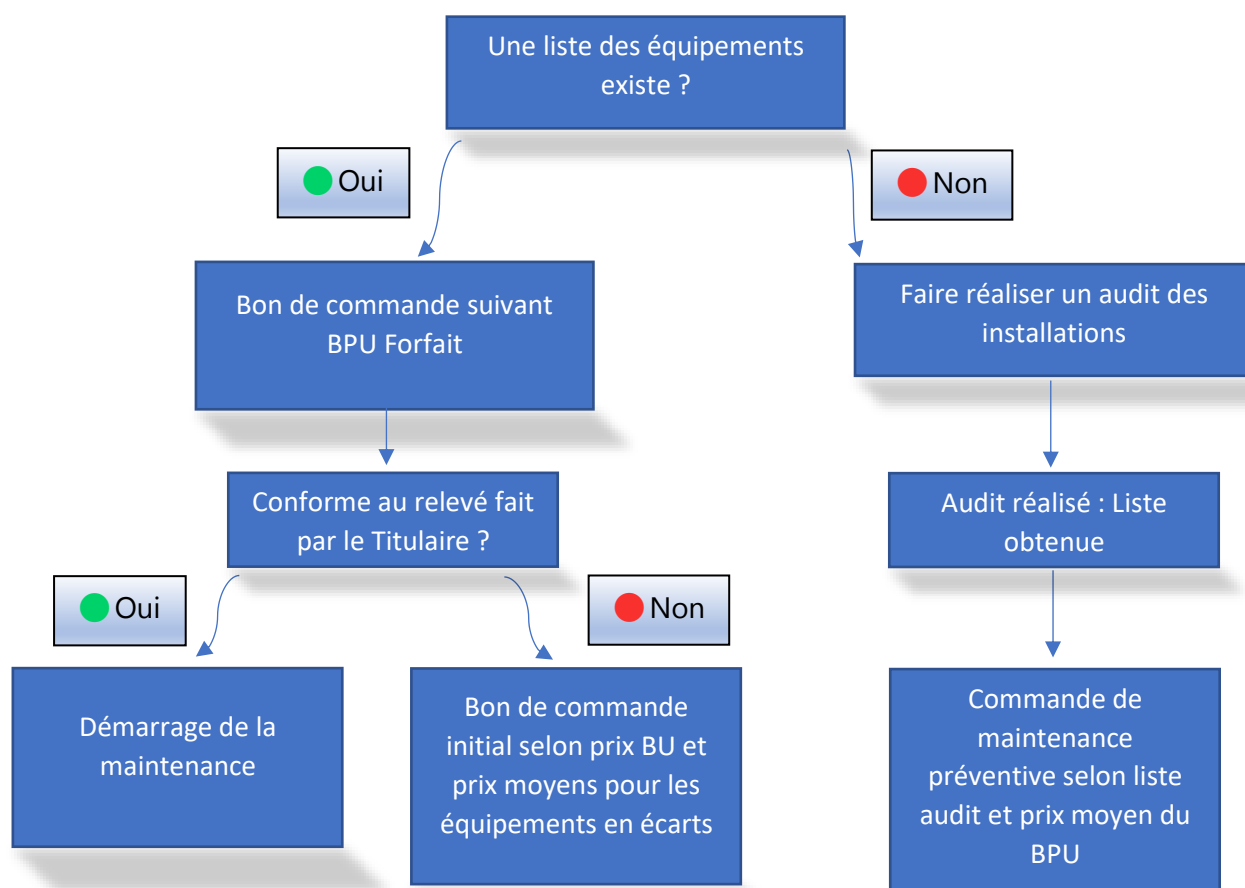 Une liste des équipements
existe ?
Oui
Non
Bon de commande suivant
BPU Forfait
Faire réaliser un audit des
installations
Conforme au relevé fait
par le Titulaire ?
Audit réalisé : Liste
obtenue
Oui
Non
Démarrage de la
maintenance
Bon de commande
initial selon prix BU et
prix moyens pour les
équipements en écarts
Commande de
maintenance
préventive selon liste
audit et prix moyen du
BPU